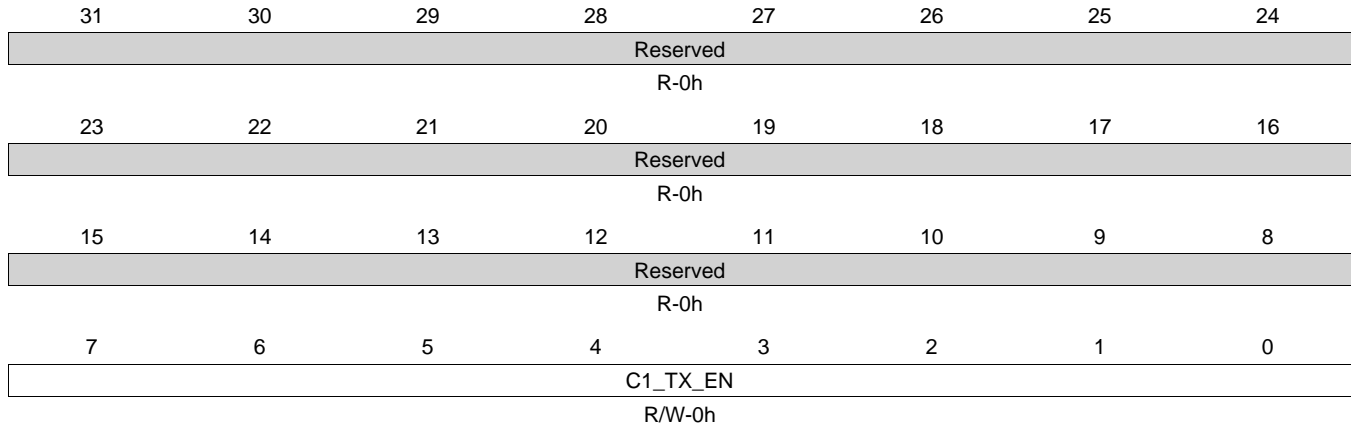 31 30 29 28 27 26 25 24
Reserved
R-0h
23 22 21 20 19 18 17 16
Reserved
R-0h
15 14 13 12 11 10 9 8
Reserved
R-0h
7 6 5 4 3 2 1 0
C1_TX_EN
R/W-0h